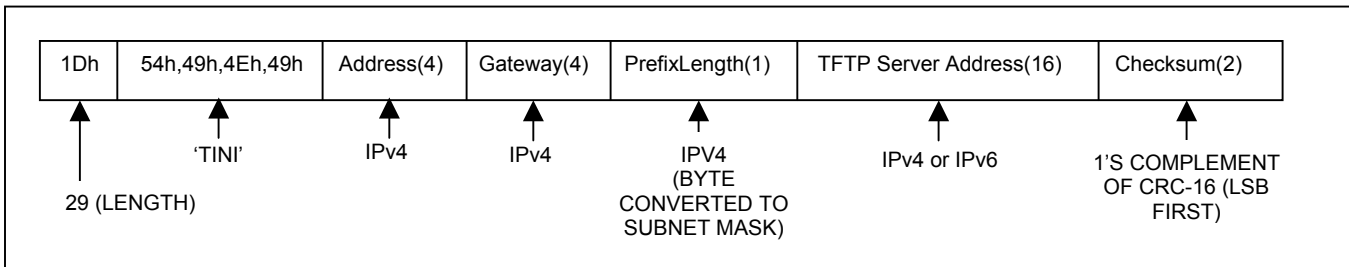 1Dh 54h,49h,4Eh,49h Address(4) Gateway(4) PrefixLength(1) TFTP Server Address(16) Checksum(2)
29 (LENGTH)
‘TINI’
IPv4
IPv4
IPV4
(BYTE
CONVERTED TO
SUBNET MASK)
IPv4 or IPv6
1’S COMPLEMENT
OF CRC-16 (LSB
FIRST)